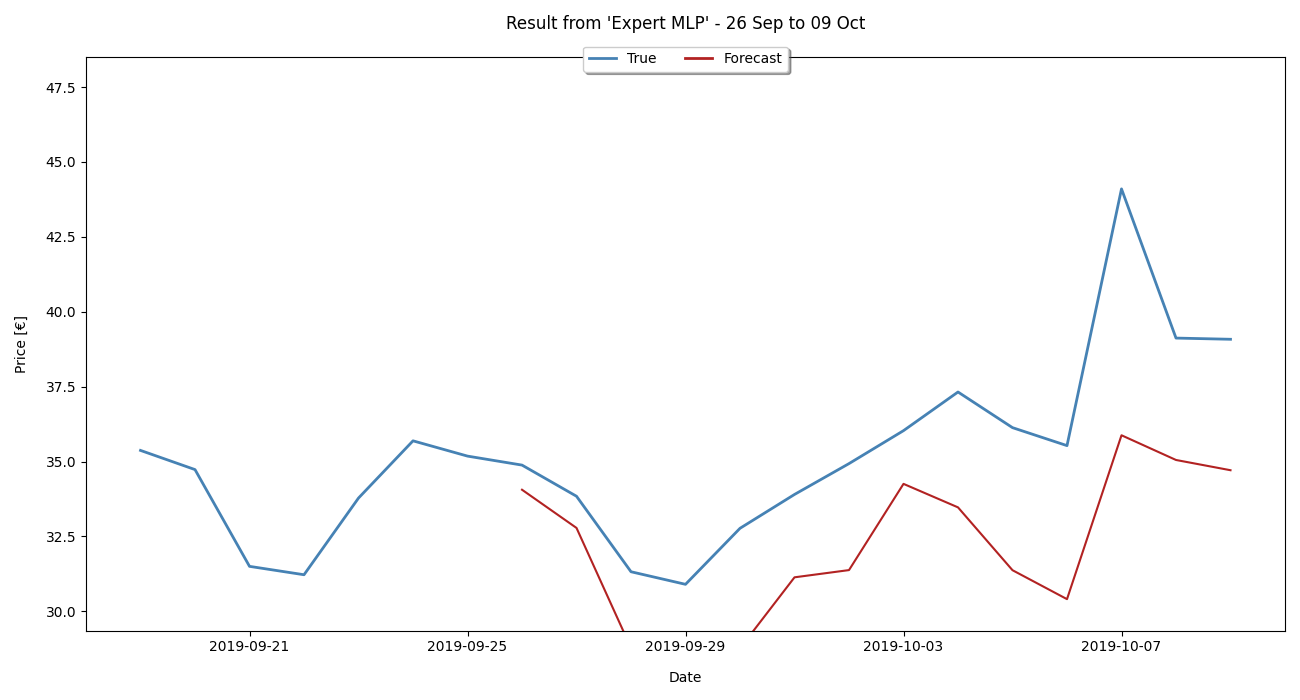 Result from 'Expert MLP' - 26 Sep to 09 Oct
True Forecast
47.5
45.0
42.5
40.0
37.5
35.0
32.5
30.0
Price [€]
2019-09-21 2019-09-25 2019-09-29 2019-10-03 2019-10-07
Date